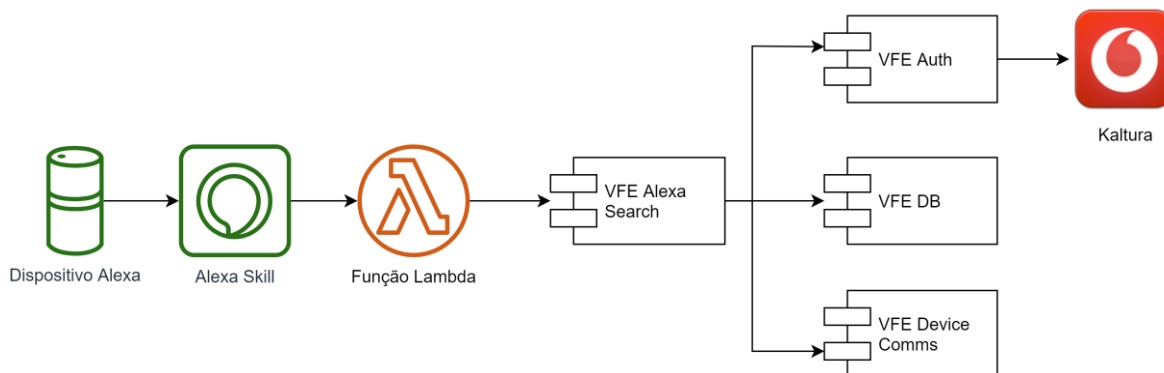 VFE Auth
Kaltura
VFE Alexa
Search
VFE DB
Dispositivo Alexa
Alexa Skill
Função Lambda
VFE Device
Comms